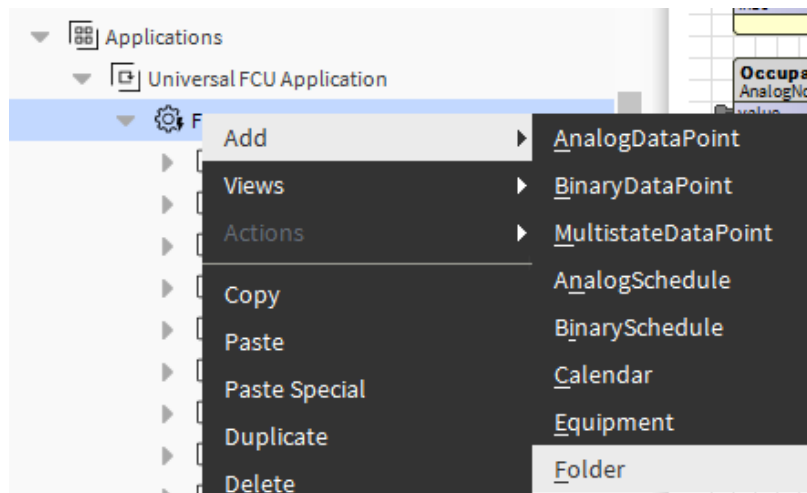 Applications
Universal FCU Application
F
Add
Views
Actions
Copy
Paste
Paste Special
Duplicate
Delete
AnalogDataPoint
BinaryDataPoint
MultistateDataPoint
AnalogSchedule
BinarySchedule
Calendar
Equipment
Folder
Occupa
AnalogNo
value